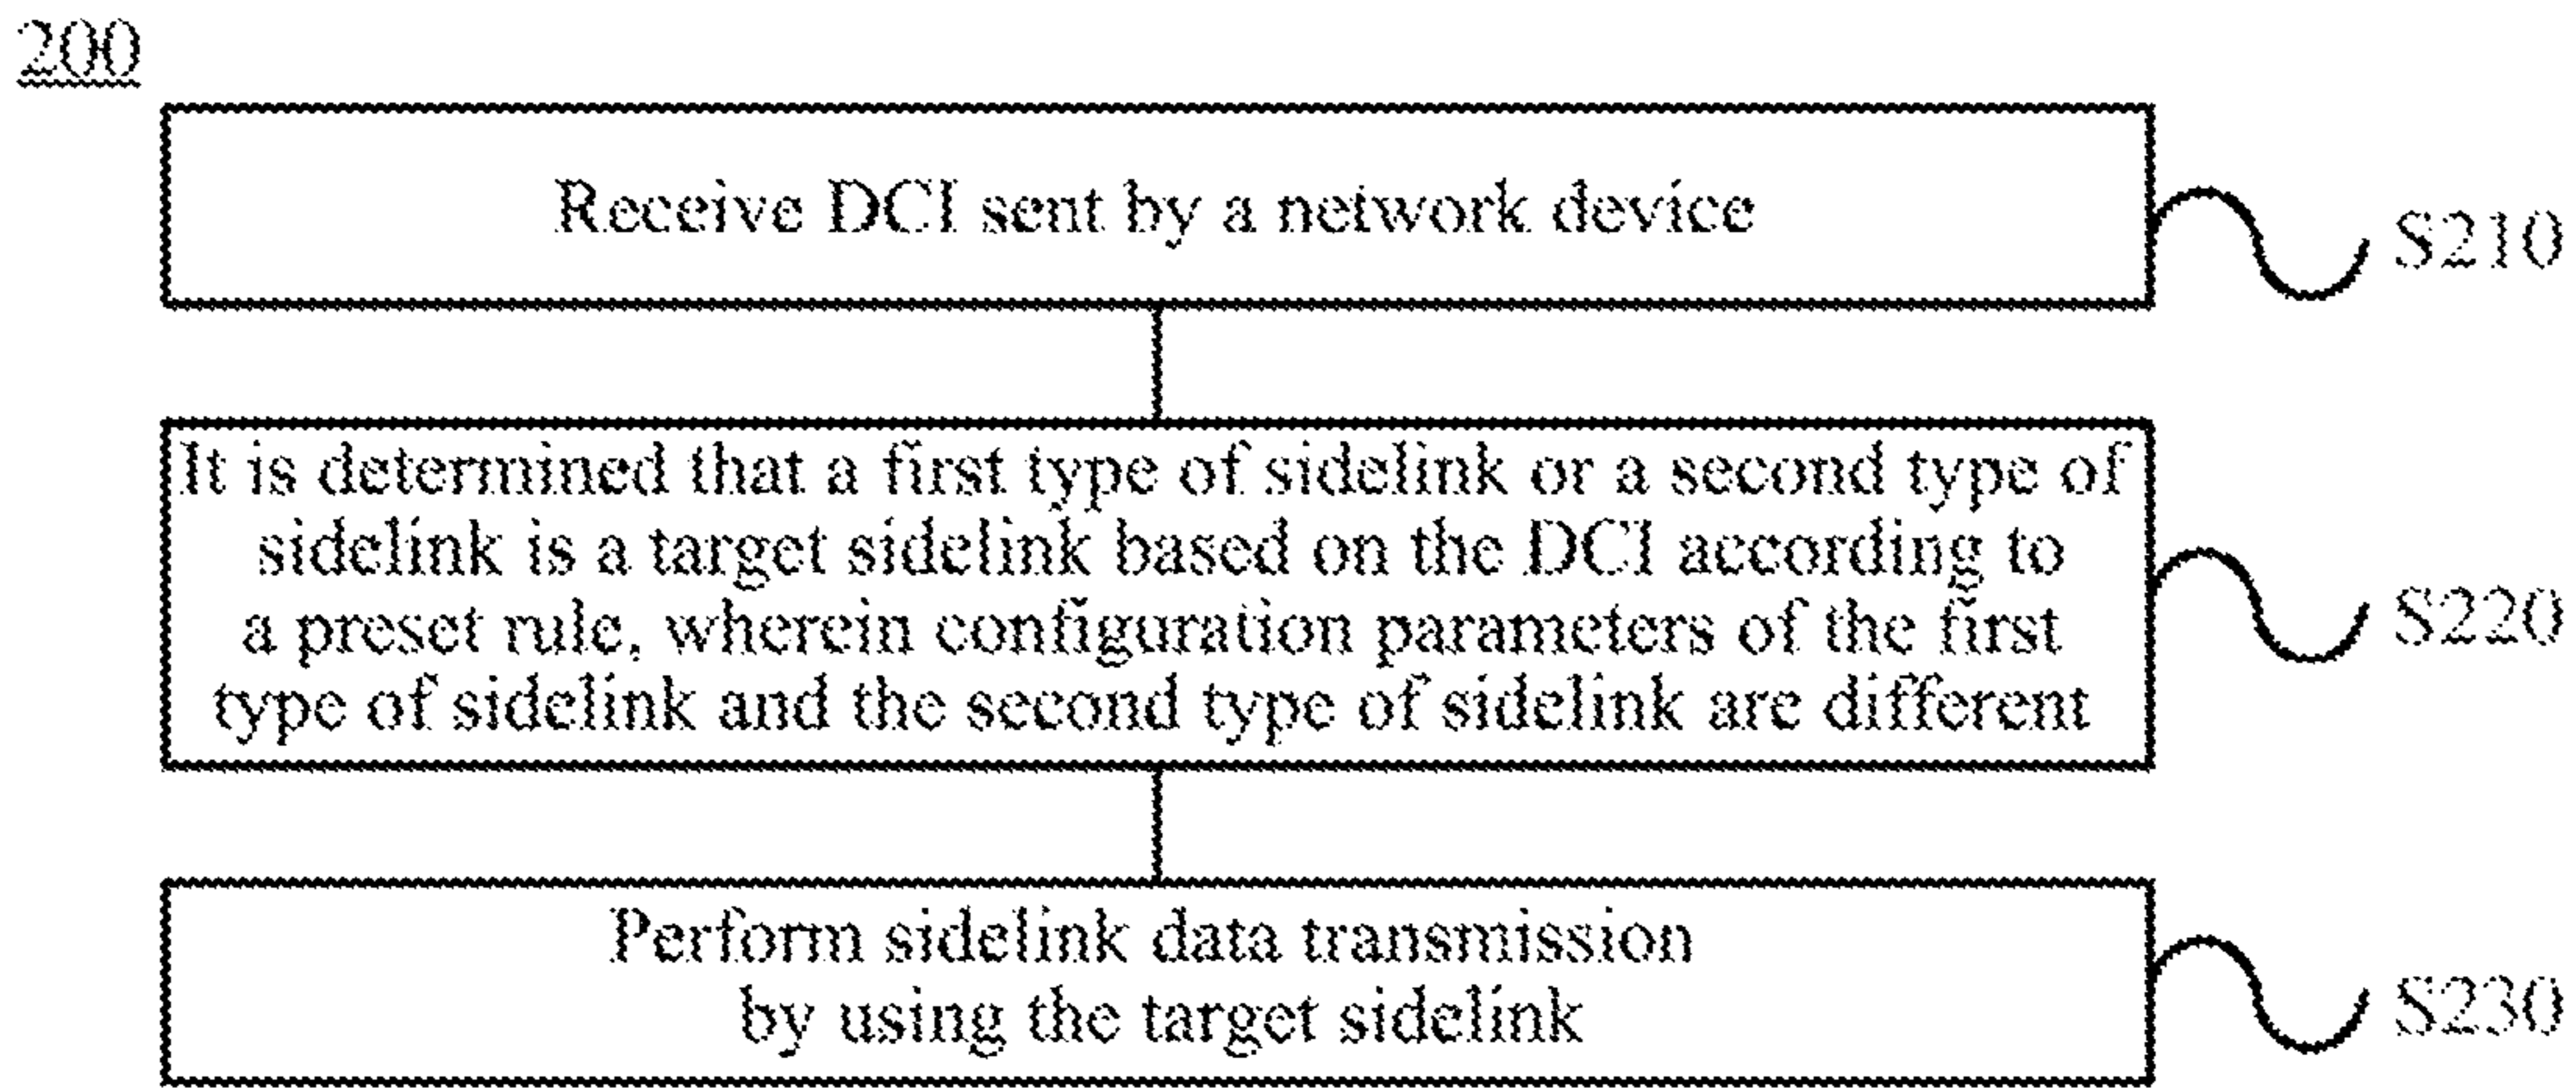 200
Receive DCI sent by a network device
S210
It is determined that a first type of sidelink or a second type of
sidelink is a target sidelink based on the DCI according to
a preset rule, wherein configuration parameters of the first
type of sidelink and the second type of sidelink are different
S220
Perform sidelink data transmission
by using the target sidelink
S230